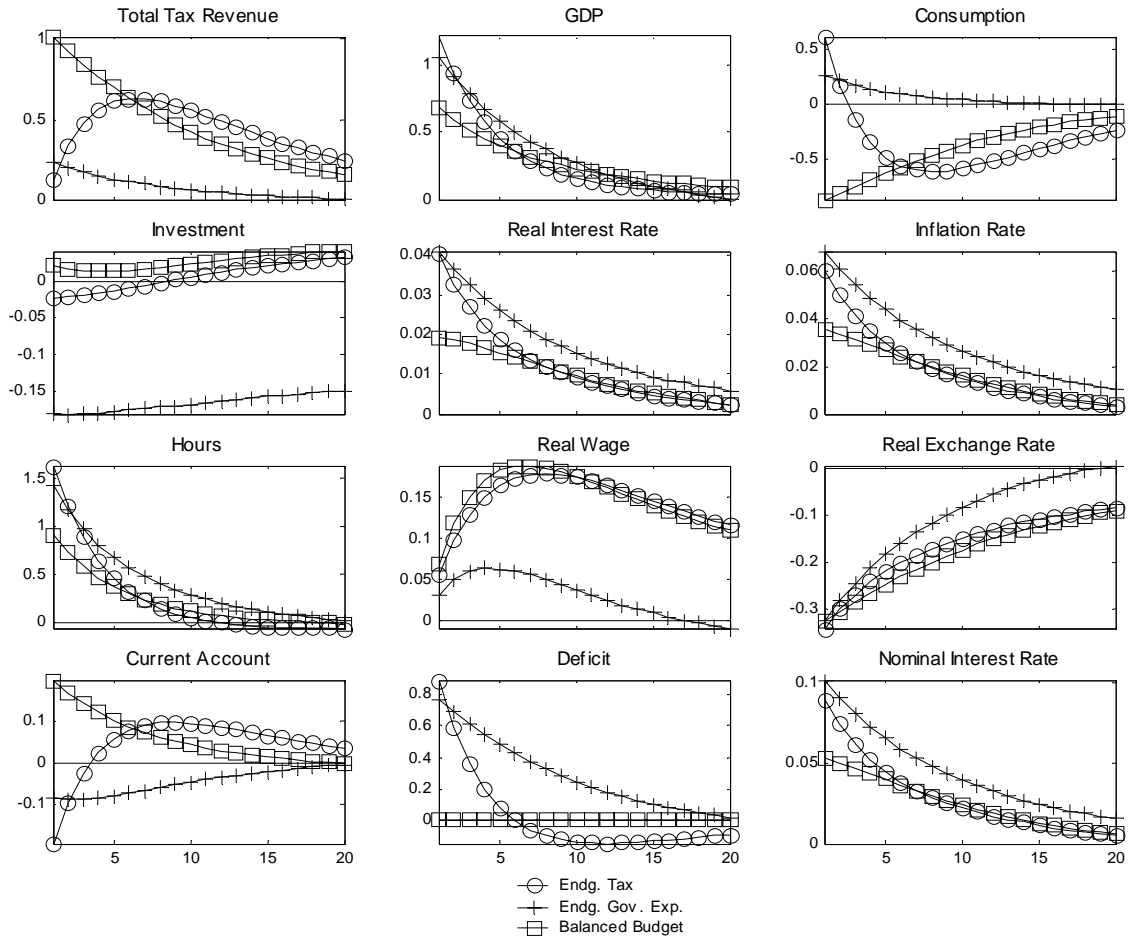 Total Tax Revenue
GDP
Consumption
1
0.5
0
1
0.5
0
0.5
0
-0.5
Investment
Real Interest Rate
Inflation Rate
0
-0.05
-0.1
-0.15
0.04
0.03
0.02
0.01
0
0.06
0.04
0.02
0
Hours
Real Wage
Real Exchange Rate
1.5
1
0.5
0
0.15
0.1
0.05
0
0
-0.1
-0.2
-0.3
Current Account
Deficit
Nominal Interest Rate
0.1
0
-0.1
0.8
0.6
0.4
0.2
0
0.1
0.05
0
5 10 15 20
5 10 15 20
5 10 15 20
Endg. Tax
Endg. Gov. Exp.
Balanced Budget